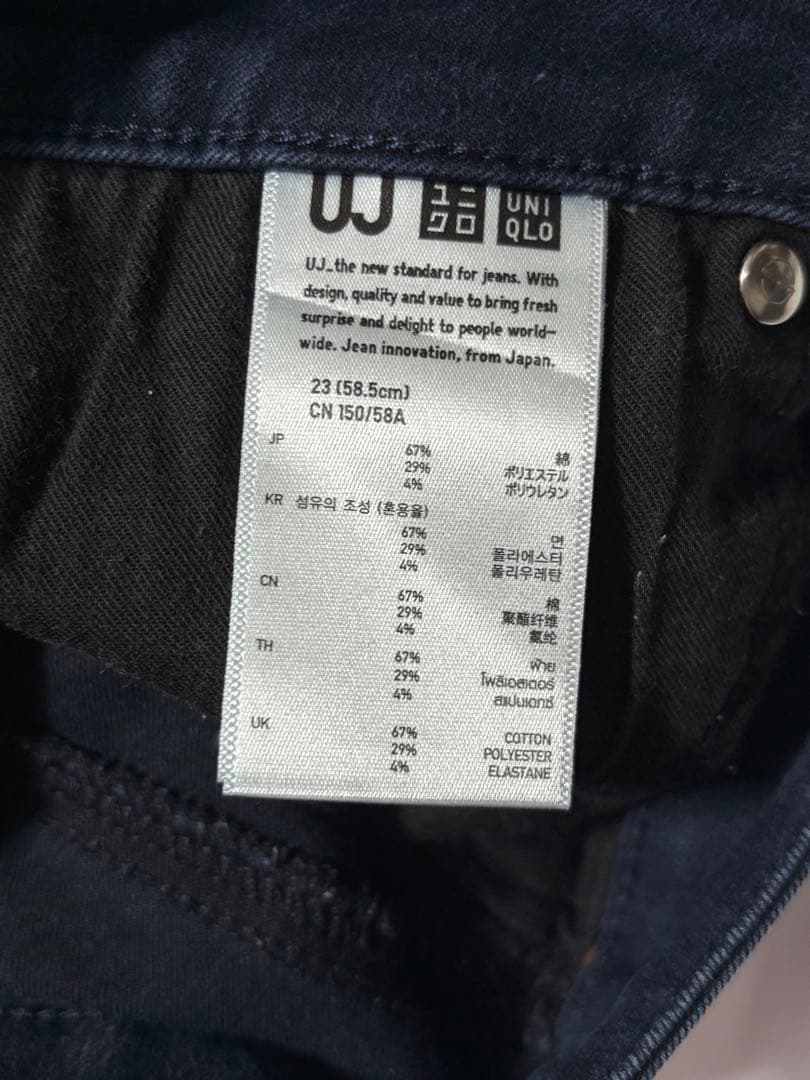 UJ
ユニ
クロ
UNI
QLO
UJ_the new standard for jeans. With
design, quality and value to bring fresh
surprise and delight to people world-
wide. Jean innovation, from Japan.
23 (58.5cm)
CN 150/58A
JP
67% 綿
29% ポリエステル
4% ポリウレタン
KR 섬유의 조성 (혼용율)
67% 면
29% 폴리에스터
4% 폴리우레탄
CN
67% 棉
29% 聚酯纤维
4% 氨纶
TH
67% ฝ้าย
29% โพลิเอสเตอร์
4% สแปนเดกซ์
UK
67% COTTON
29% POLYESTER
4% ELASTANE